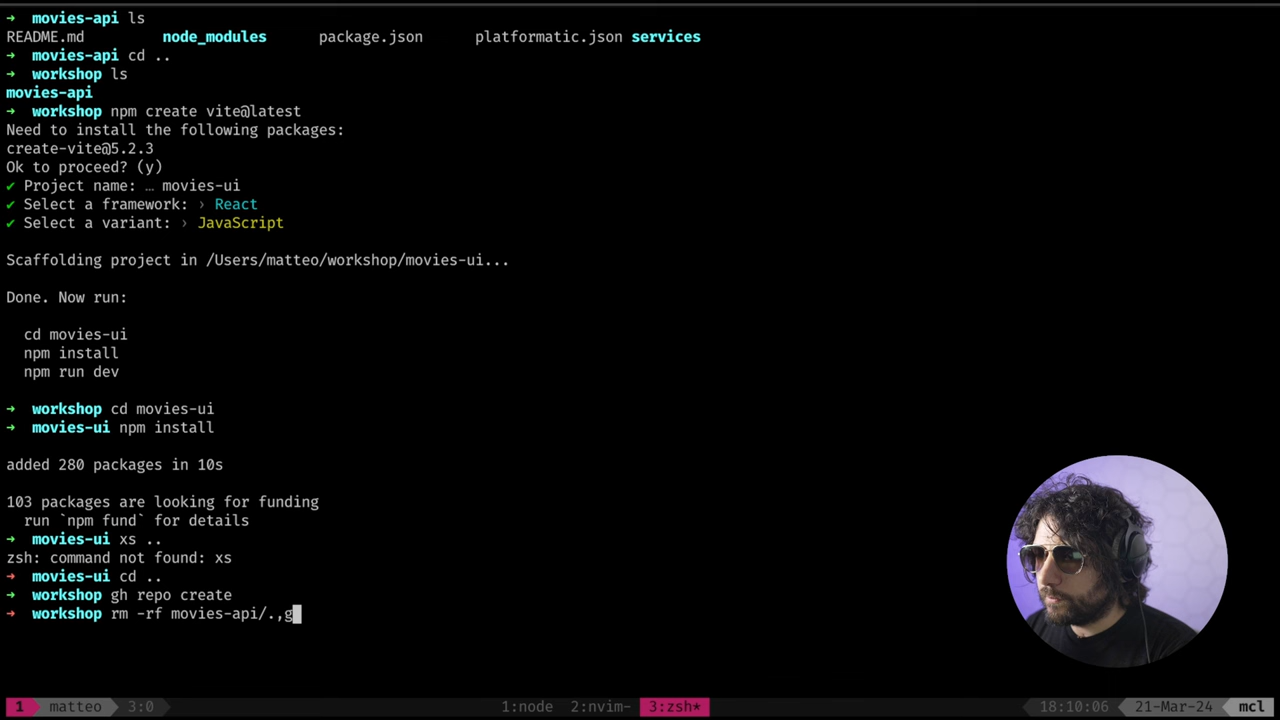 ➜  movies-api ls
README.md         node_modules      package.json      platformatic.json services
➜  movies-api cd ..
➜  workshop ls
movies-api
➜  workshop npm create vite@latest
Need to install the following packages:
create-vite@5.2.3
Ok to proceed? (y)
✔ Project name: … movies-ui
✔ Select a framework: › React
✔ Select a variant: › JavaScript
Scaffolding project in /Users/matteo/workshop/movies-ui...
Done. Now run:
  cd movies-ui
  npm install
  npm run dev
➜  workshop cd movies-ui
➜  movies-ui npm install
added 280 packages in 10s
103 packages are looking for funding
  run `npm fund` for details
➜  movies-ui xs ..
zsh: command not found: xs
➜  movies-ui cd ..
➜  workshop gh repo create
➜  workshop rm -rf movies-api/.,g
1 matteo 3:0 1:node 2:nvim- 3:zsh* 18:10:06 21-Mar-24 mcl